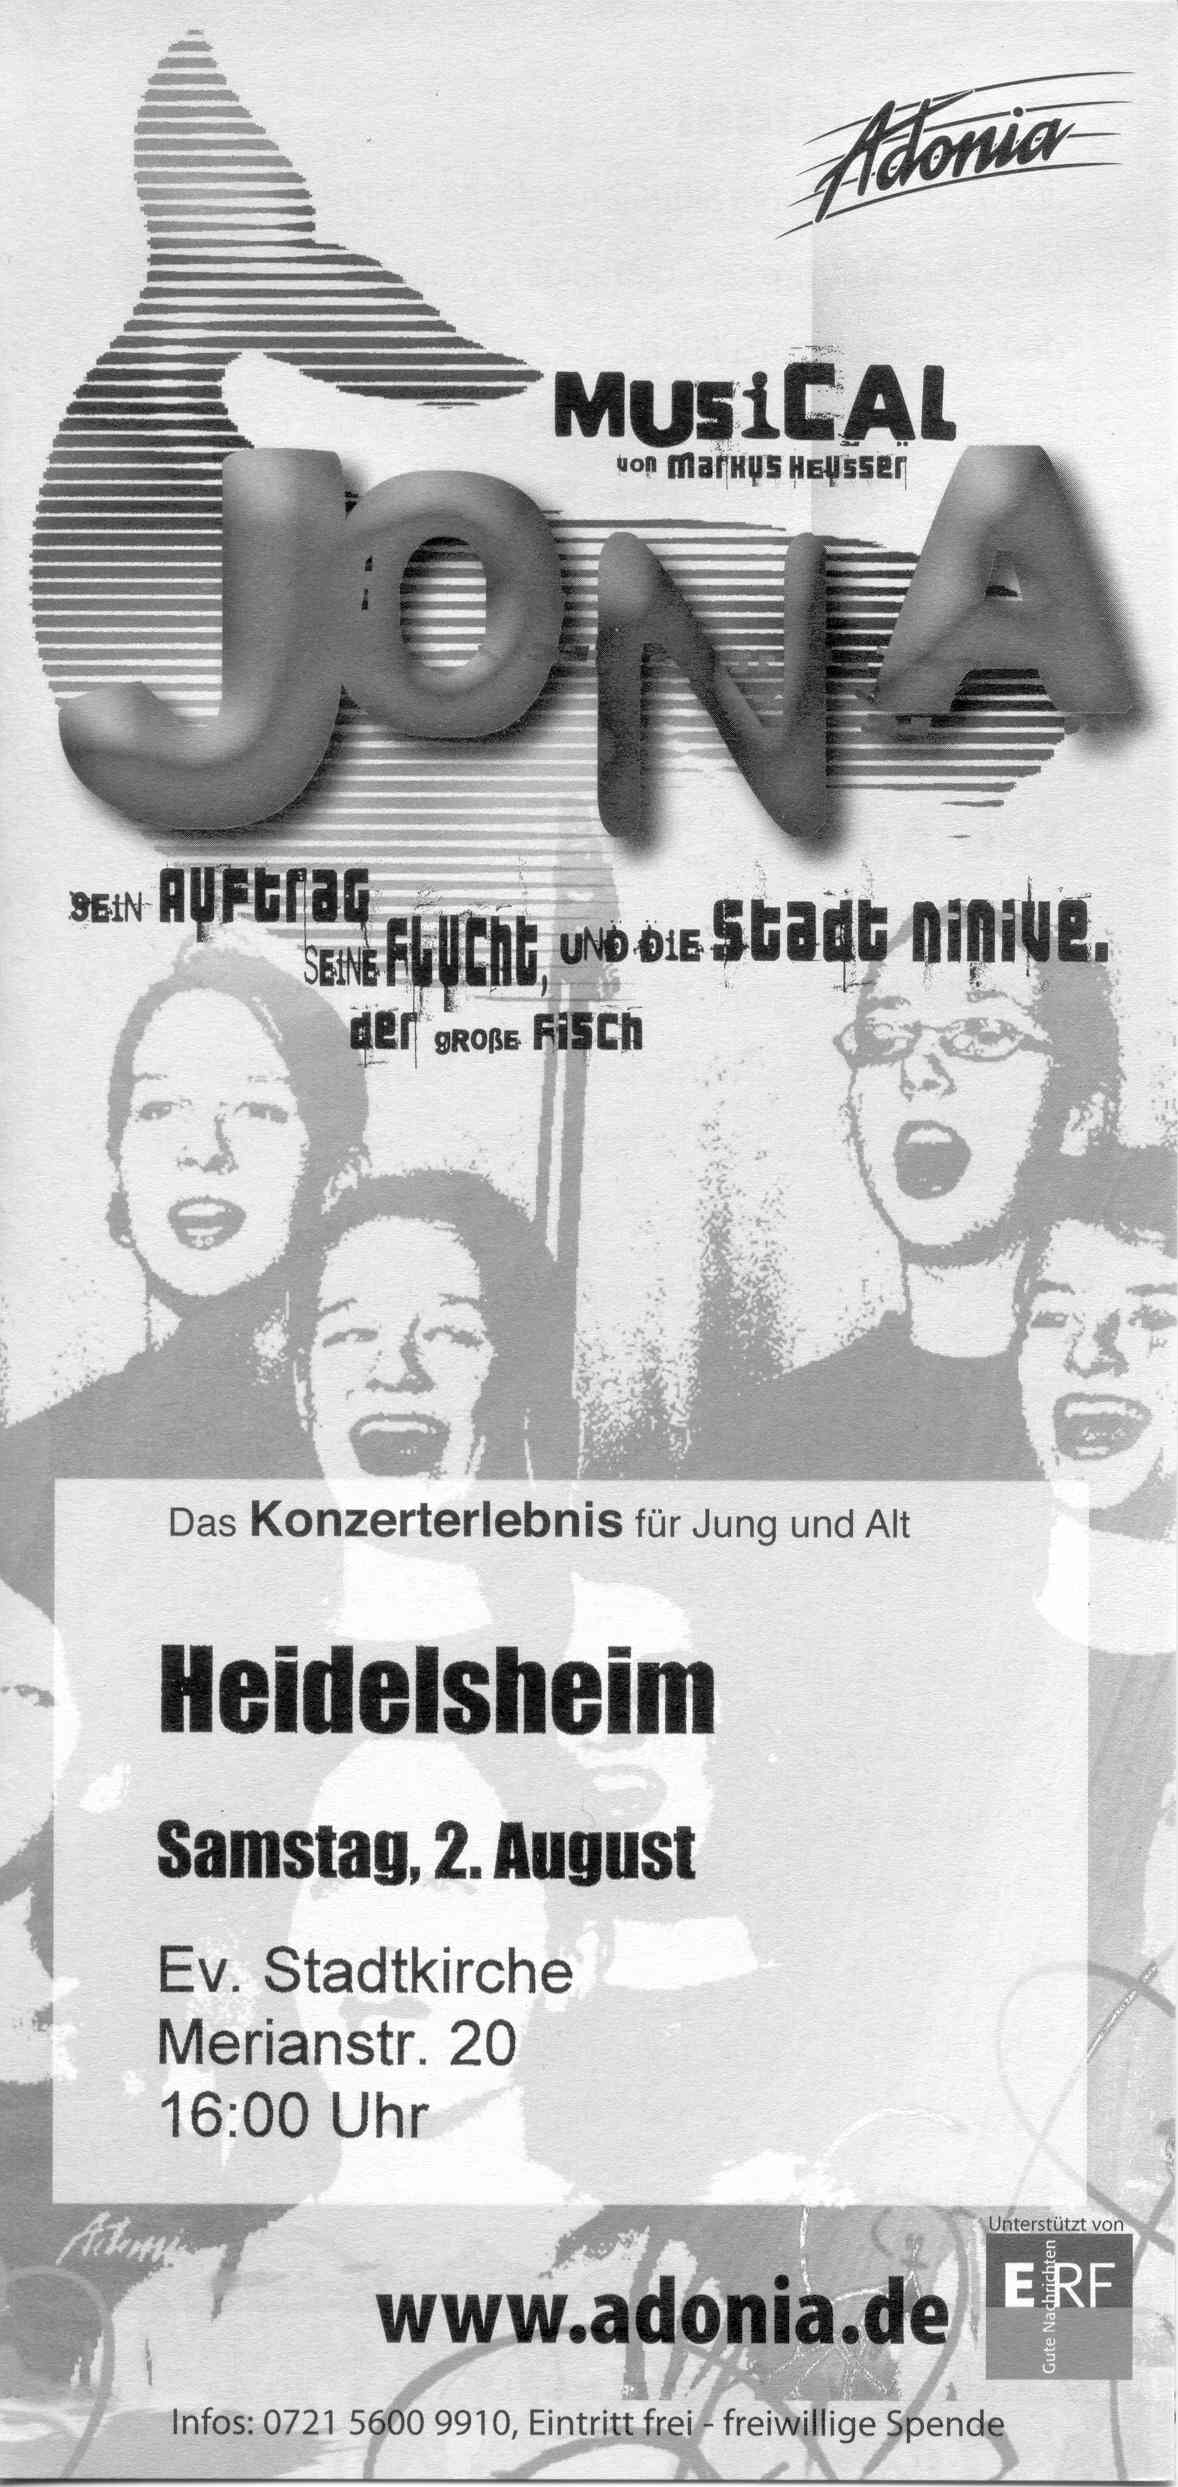 Adonia
MUSiCAL
von Markus Heusser
JONA
SEiN AUFtraG
SEiNE FLUCht, UND DiE Stadt NiNiVE.
der gROßE FiSCh
Das Konzerterlebnis für Jung und Alt
Heidelsheim
Samstag, 2. August
Ev. Stadtkirche
Merianstr. 20
16:00 Uhr
Adonia
Unterstützt von
ERF
Gute Nachrichten
www.adonia.de
Infos: 0721 5600 9910, Eintritt frei - freiwillige Spende